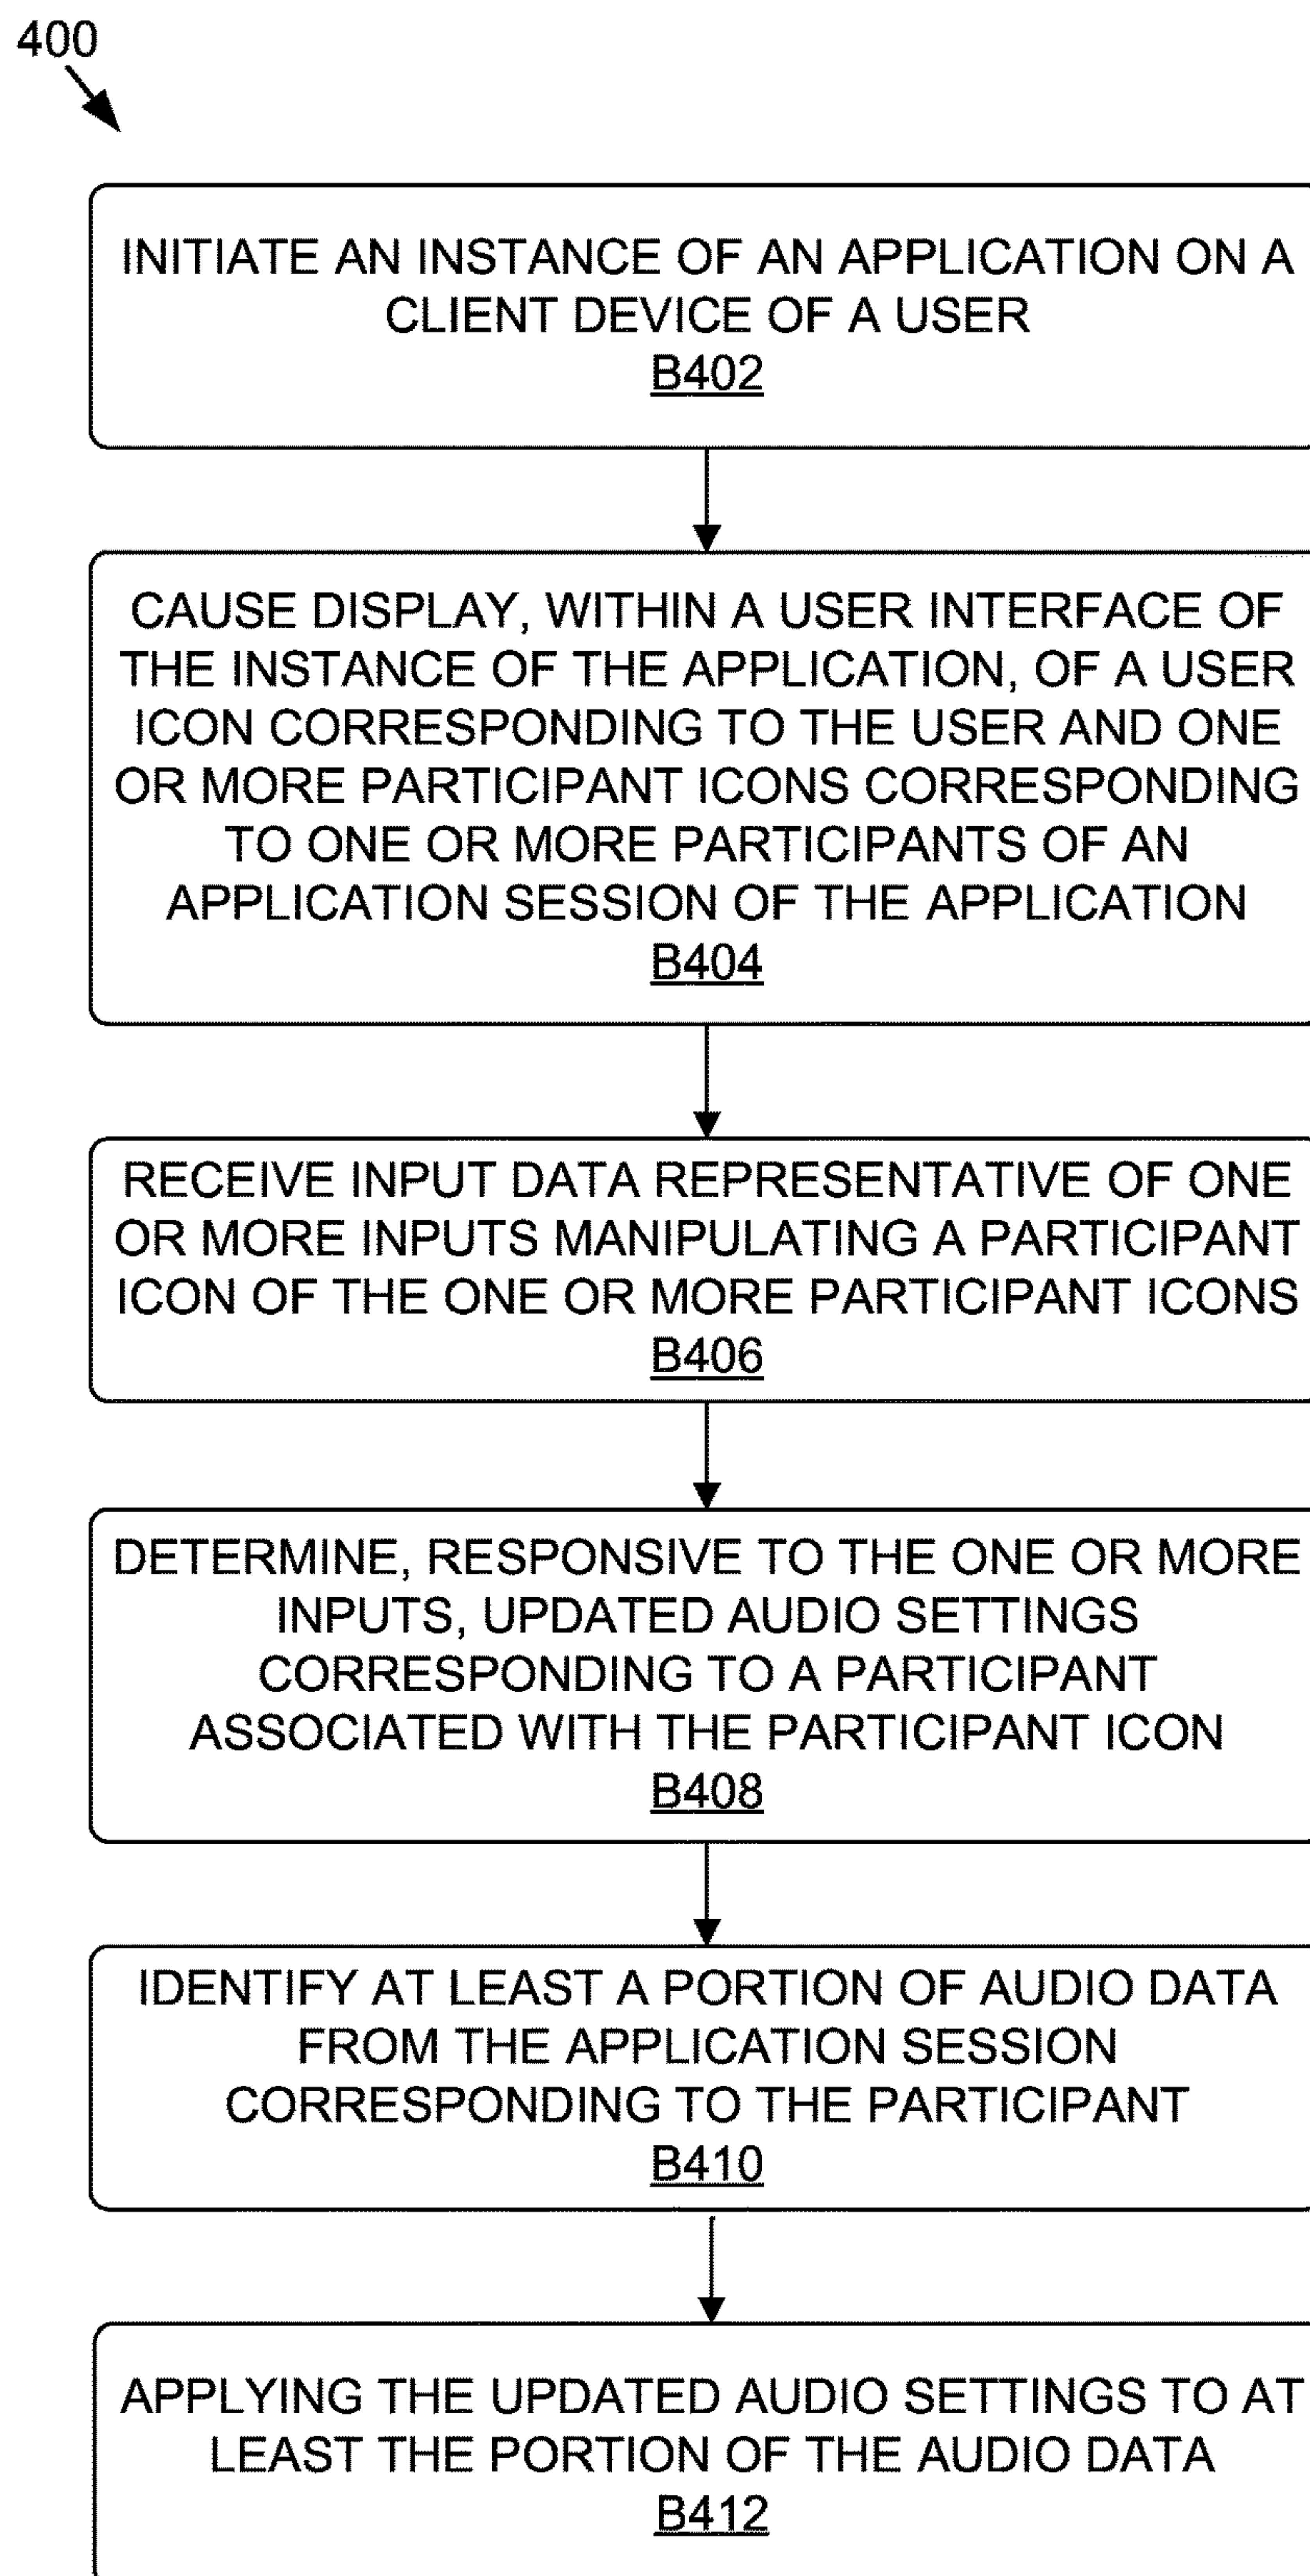 400
INITIATE AN INSTANCE OF AN APPLICATION ON A
CLIENT DEVICE OF A USER
B402
CAUSE DISPLAY, WITHIN A USER INTERFACE OF
THE INSTANCE OF THE APPLICATION, OF A USER
ICON CORRESPONDING TO THE USER AND ONE
OR MORE PARTICIPANT ICONS CORRESPONDING
TO ONE OR MORE PARTICIPANTS OF AN
APPLICATION SESSION OF THE APPLICATION
B404
RECEIVE INPUT DATA REPRESENTATIVE OF ONE
OR MORE INPUTS MANIPULATING A PARTICIPANT
ICON OF THE ONE OR MORE PARTICIPANT ICONS
B406
DETERMINE, RESPONSIVE TO THE ONE OR MORE
INPUTS, UPDATED AUDIO SETTINGS
CORRESPONDING TO A PARTICIPANT
ASSOCIATED WITH THE PARTICIPANT ICON
B408
IDENTIFY AT LEAST A PORTION OF AUDIO DATA
FROM THE APPLICATION SESSION
CORRESPONDING TO THE PARTICIPANT
B410
APPLYING THE UPDATED AUDIO SETTINGS TO AT
LEAST THE PORTION OF THE AUDIO DATA
B412